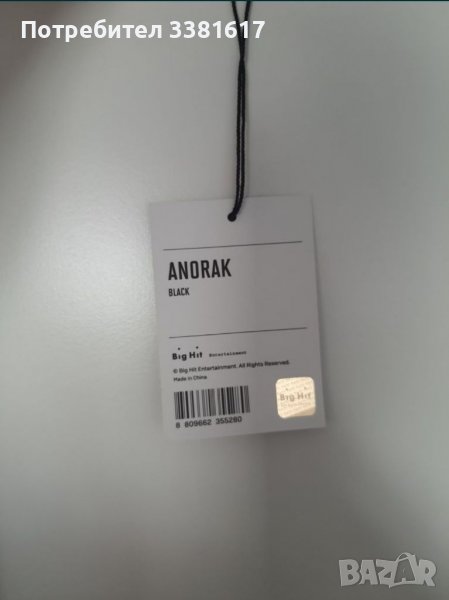 Потребител 3381617
ANORAK
BLACK
Big Hit Entertainment
© Big Hit Entertainment. All Rights Reserved.
Made in China
8 809662 355260
Big Hit
BAZAR